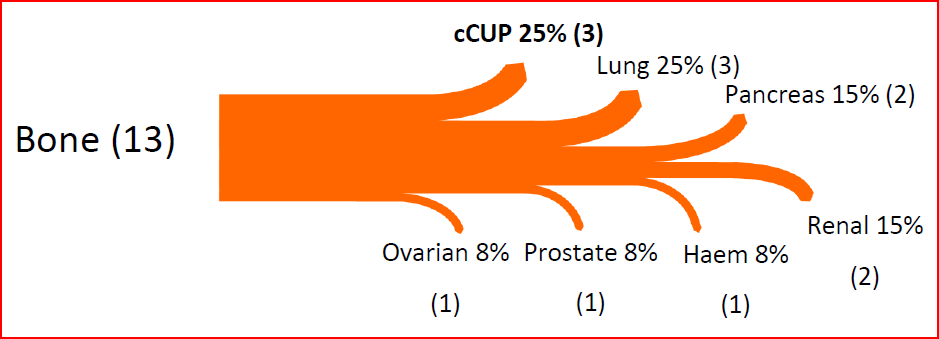 cCUP 25% (3)
Lung 25% (3)
Pancreas 15% (2)
Bone (13)
Renal 15%
(2)
Ovarian 8%
(1)
Prostate 8%
(1)
Haem 8%
(1)